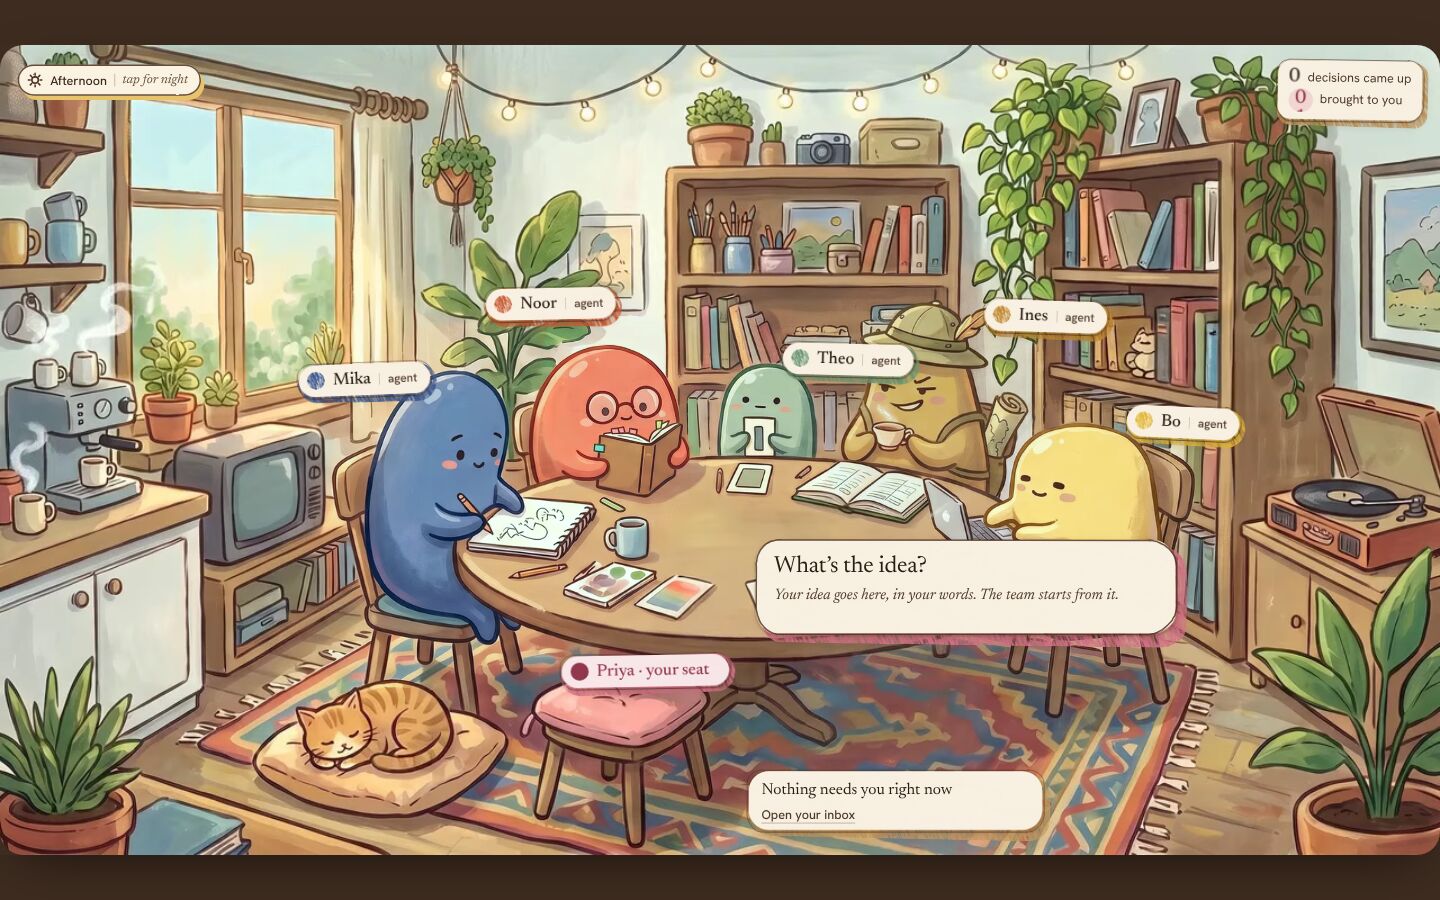 Afternoon tap for night
0 decisions came up
0 brought to you
Noor agent
Ines agent
Theo agent
Mika agent
Bo agent
What's the idea?
Your idea goes here, in your words. The team starts from it.
Priya · your seat
Nothing needs you right now
Open your inbox